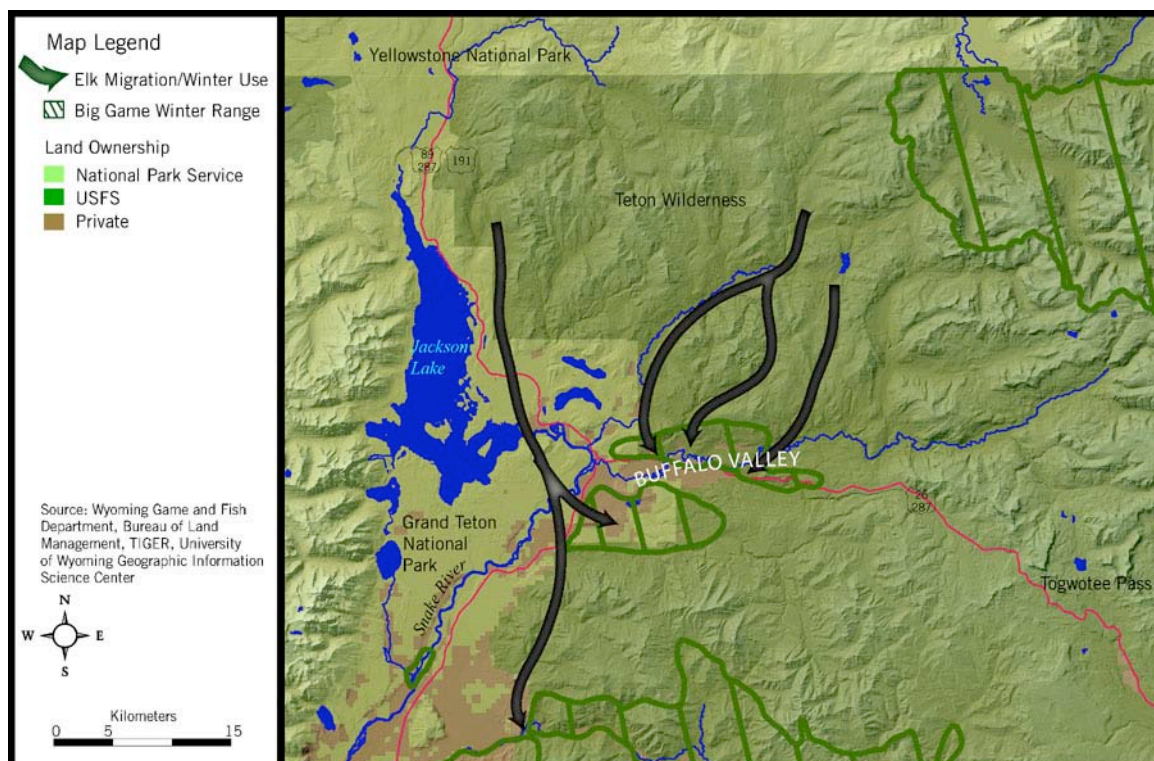 Map Legend
Elk Migration/Winter Use
Big Game Winter Range
Land Ownership
National Park Service
USFS
Private
Source: Wyoming Game and Fish
Department, Bureau of Land
Management, TIGER, University
of Wyoming Geographic Information
Science Center
N
W E
S
Kilometers
0 5 15
Yellowstone National Park
89
287
191
Teton Wilderness
Jackson
Lake
BUFFALO VALLEY
26
287
Grand Teton
National
Park
Snake River
Togwotee Pass